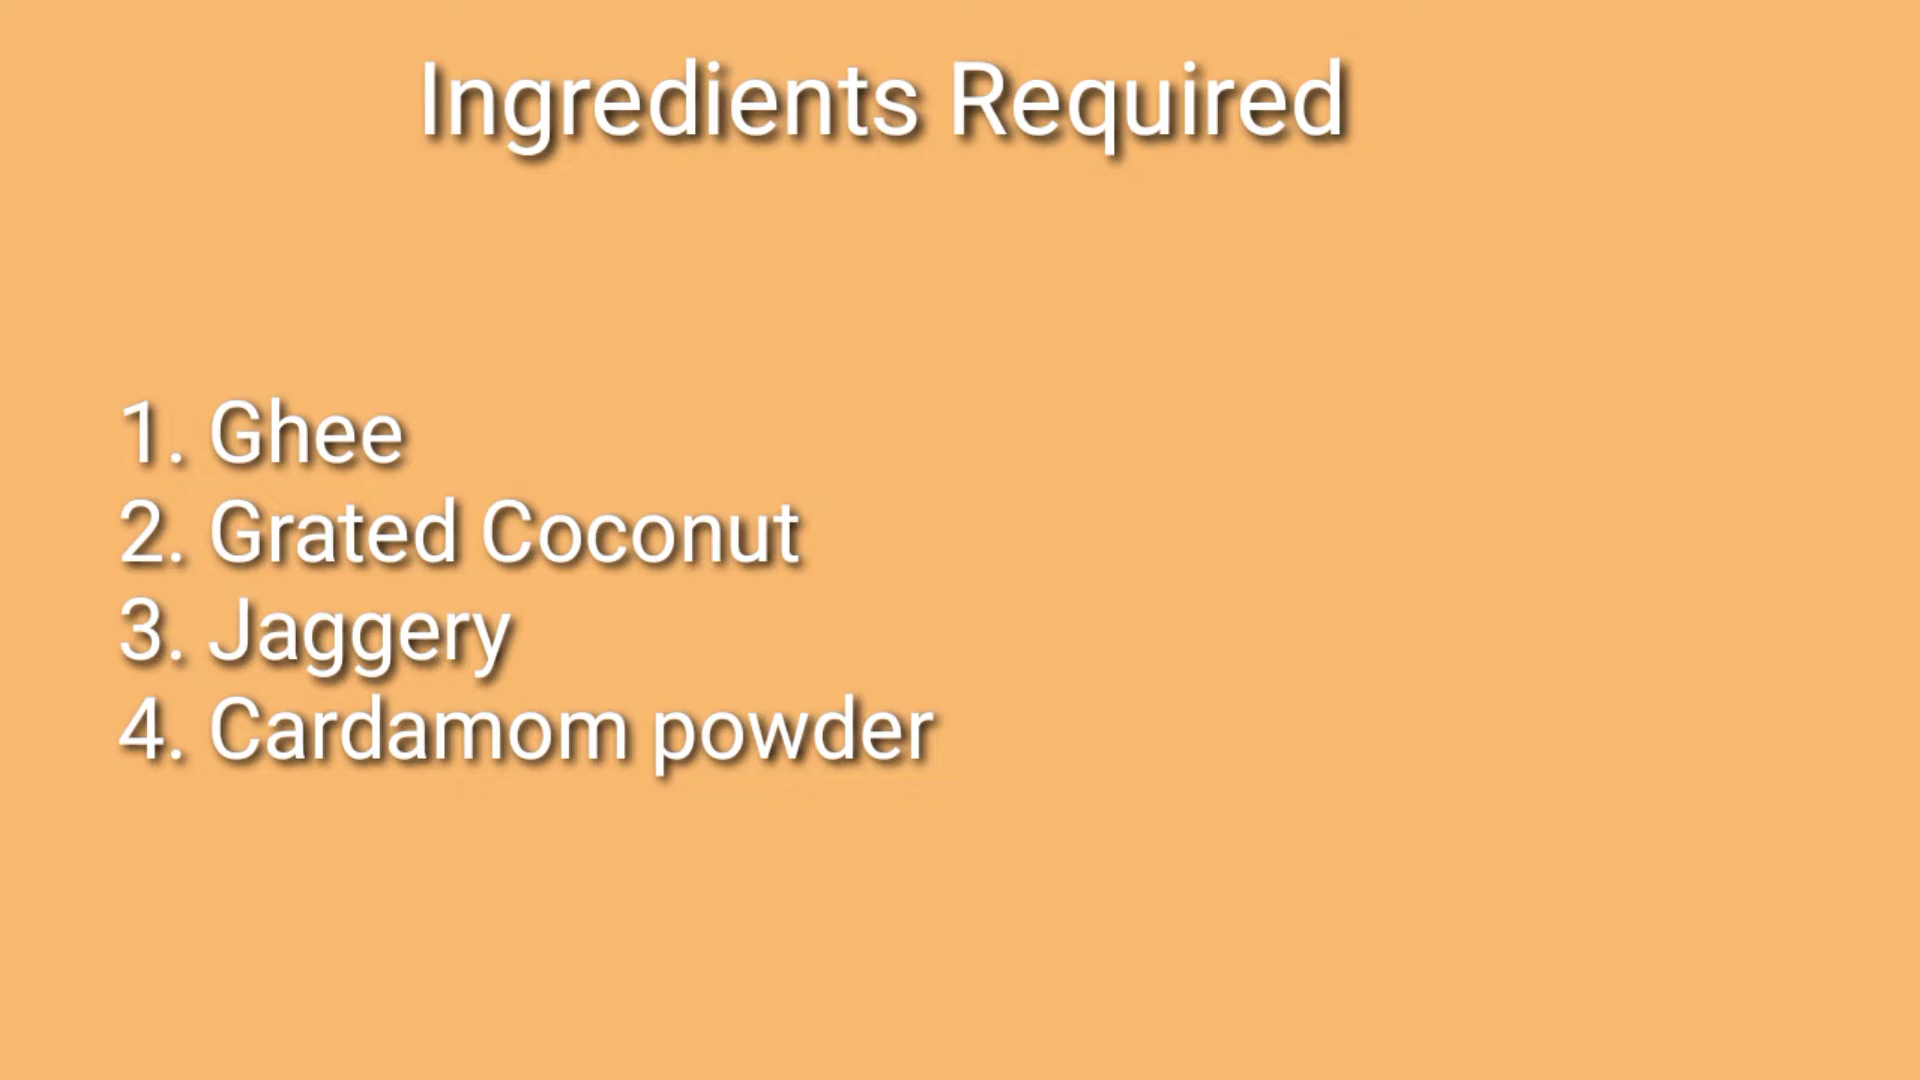 Ingredients Required
1. Ghee
2. Grated Coconut
3. Jaggery
4. Cardamom powder